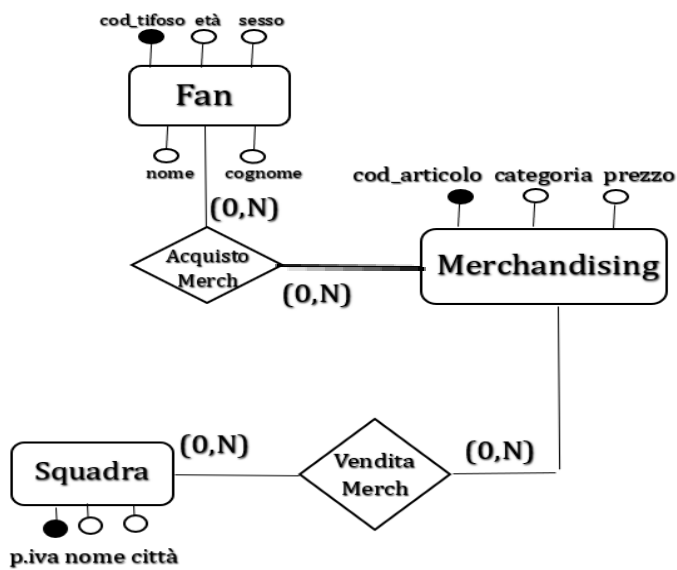 cod_tifoso età sesso
Fan
nome cognome
cod_articolo categoria prezzo
(0,N)
Acquisto
Merch
Merchandising
(0,N)
(0,N)
(0,N)
Squadra
Vendita
Merch
p.iva nome città